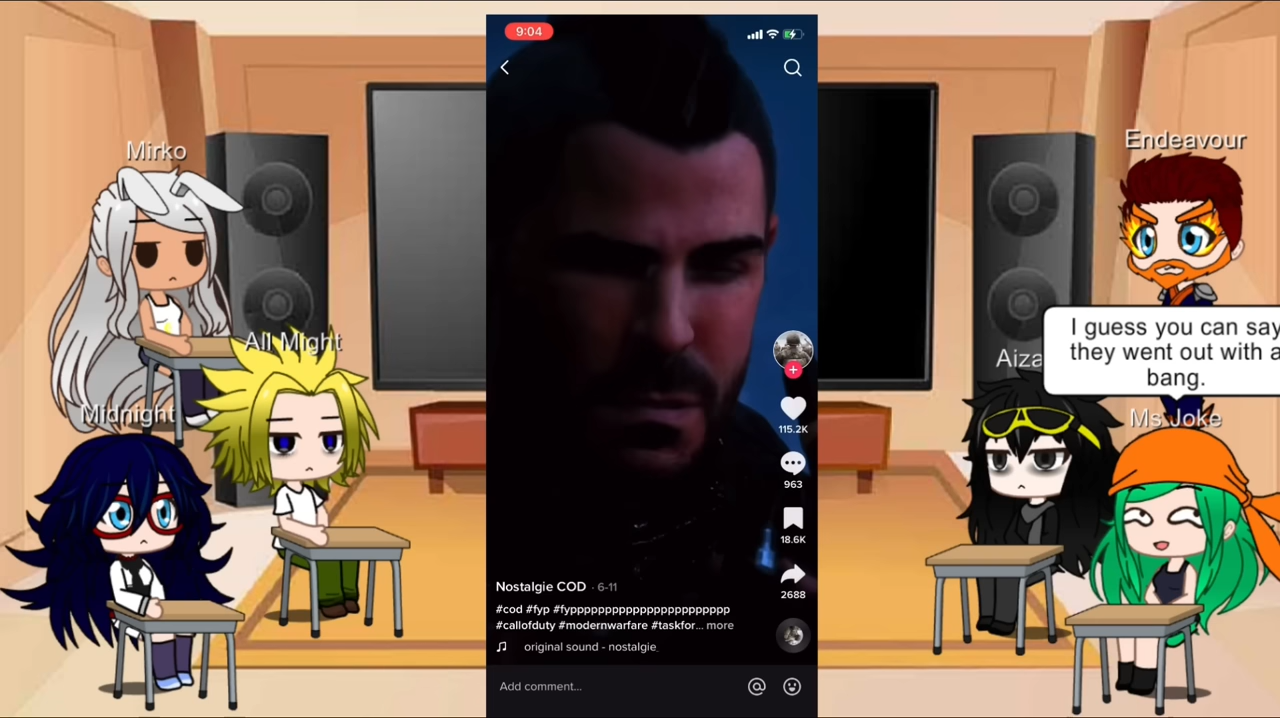 9:04
Mirko
Endeavour
All Might
Aiza
I guess you can say
they went out with a
bang.
Midnight
Ms Joke
115.2K
963
18.6K
2688
Nostalgie COD · 6-11
#cod #fyp #fyppppppppppppppppppppppp
#callofduty #modernwarfare #taskfor... more
original sound - nostalgie
Add comment...